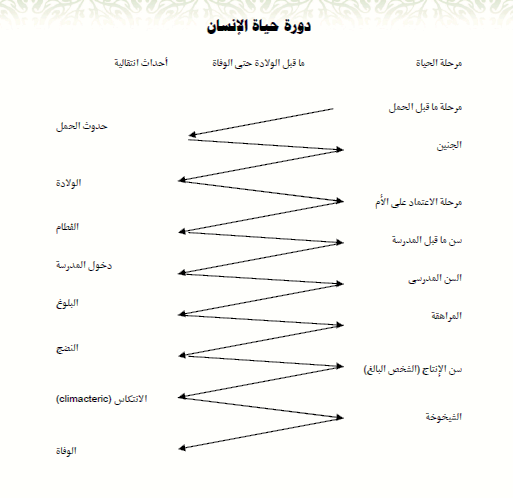 دورة حياة الإنسان
مرحلة الحياة ما قبل الولادة حتى الوفاة أحداث انتقالية
مرحلة ما قبل الحمل
حدوث الحمل
الجنين
الولادة
مرحلة الاعتماد على الأم
الفطام
سن ما قبل المدرسة
دخول المدرسة
السن المدرسى
البلوغ
المراهقة
النضج
سن الإنتاج (الشخص البالغ)
الانتكاس (climacteric)
الشيخوخة
الوفاة